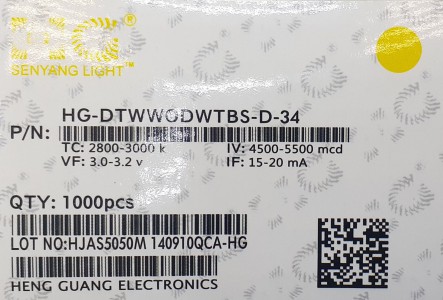 HG®
SENYANG LIGHT™
HG-DTWWODWTBS-D-34
P/N:
TC: 2800-3000 k IV: 4500-5500 mcd
VF: 3.0-3.2 v IF: 15-20 mA
QTY: 1000pcs
LOT NO:HJAS5050M 140910QCA-HG
HENG GUANG ELECTRONICS